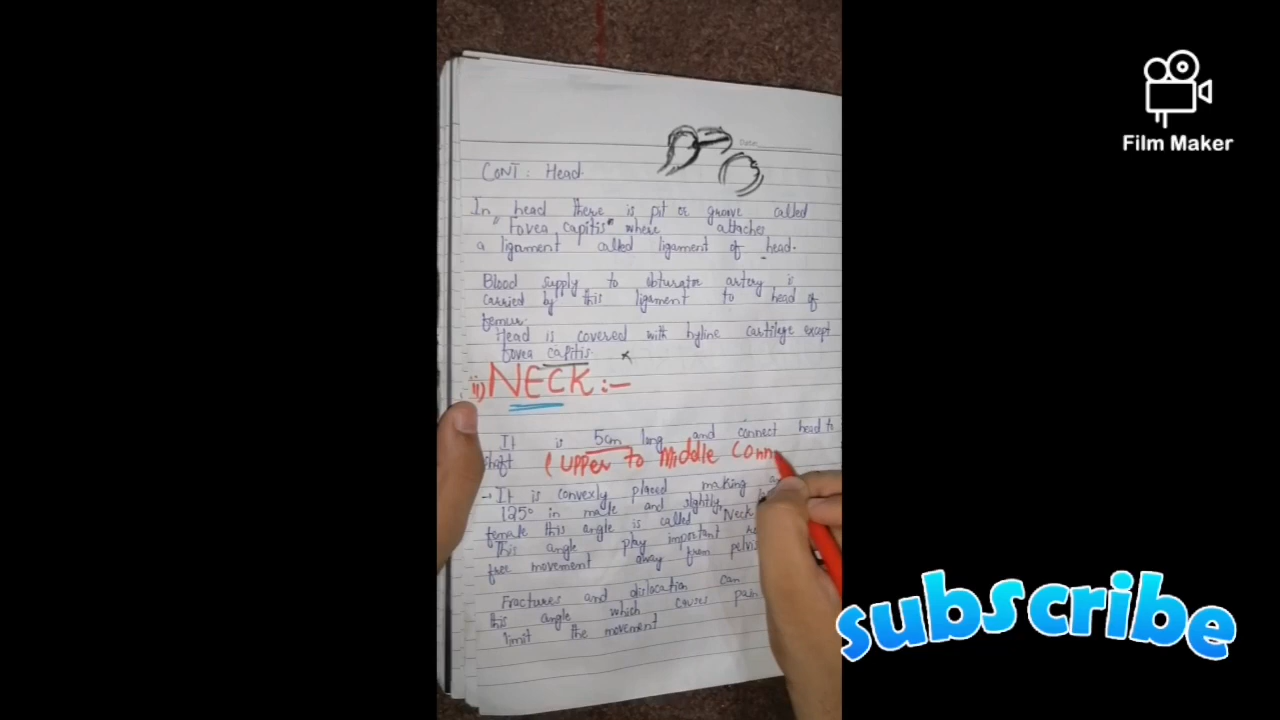 Film Maker
Date:
CONT : Head
In head there is pit or groove called
"Fovea capitis" where attaches
a ligament called ligament of head.
Blood supply to obturator artery is
carried by this ligament to head of
femur.
Head is covered with hyline cartilege except
fovea capitis.
ii) NECK :-
It is 5cm long and connect head to
shaft (Upper to Middle Conn
→ It is convexly placed making
125° in male and slightly
female this angle is called Neck
This angle play important
free movement away from pelvis
Fractures and dislocation can
this angle which causes pain
limit the movement
subscribe